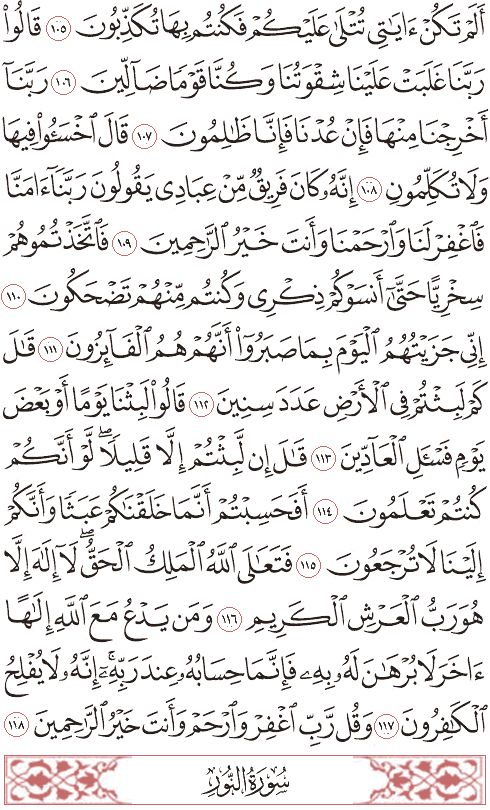 أَلَمْ تَكُنْ ءَايَٰتِى تُتْلَىٰ عَلَيْكُمْ فَكُنتُم بِهَا تُكَذِّبُونَ ١٠٥ قَالُوا۟
رَبَّنَا غَلَبَتْ عَلَيْنَا شِقْوَتُنَا وَكُنَّا قَوْمًا ضَآلِّينَ ١٠٦ رَبَّنَآ
أَخْرِجْنَا مِنْهَا فَإِنْ عُدْنَا فَإِنَّا ظَٰلِمُونَ ١٠٧ قَالَ ٱخْسَـُٔوا۟ فِيهَا
وَلَا تُكَلِّمُونِ ١٠٨ إِنَّهُۥ كَانَ فَرِيقٌ مِّنْ عِبَادِى يَقُولُونَ رَبَّنَآ ءَامَنَّا
فَٱغْفِرْ لَنَا وَٱرْحَمْنَا وَأَنتَ خَيْرُ ٱلرَّٰحِمِينَ ١٠٩ فَٱتَّخَذْتُمُوهُمْ
سِخْرِيًّا حَتَّىٰٓ أَنسَوْكُمْ ذِكْرِى وَكُنتُم مِّنْهُمْ تَضْحَكُونَ ١١٠
إِنِّى جَزَيْتُهُمُ ٱلْيَوْمَ بِمَا صَبَرُوٓا۟ أَنَّهُمْ هُمُ ٱلْفَآئِزُونَ ١١١ قَٰلَ
كَمْ لَبِثْتُمْ فِى ٱلْأَرْضِ عَدَدَ سِنِينَ ١١٢ قَالُوا۟ لَبِثْنَا يَوْمًا أَوْ بَعْضَ
يَوْمٍ فَسْـَٔلِ ٱلْعَآدِّينَ ١١٣ قَٰلَ إِن لَّبِثْتُمْ إِلَّا قَلِيلًا ۖ لَّوْ أَنَّكُمْ
كُنتُمْ تَعْلَمُونَ ١١٤ أَفَحَسِبْتُمْ أَنَّمَا خَلَقْنَٰكُمْ عَبَثًا وَأَنَّكُمْ
إِلَيْنَا لَا تُرْجَعُونَ ١١٥ فَتَعَٰلَى ٱللَّهُ ٱلْمَلِكُ ٱلْحَقُّ ۖ لَآ إِلَٰهَ إِلَّا
هُوَ رَبُّ ٱلْعَرْشِ ٱلْكَرِيمِ ١١٦ وَمَن يَدْعُ مَعَ ٱللَّهِ إِلَٰهًا
ءَاخَرَ لَا بُرْهَٰنَ لَهُۥ بِهِۦ فَإِنَّمَا حِسَابُهُۥ عِندَ رَبِّهِۦٓ ۚ إِنَّهُۥ لَا يُفْلِحُ
ٱلْكَٰفِرُونَ ١١٧ وَقُل رَّبِّ ٱغْفِرْ وَٱرْحَمْ وَأَنتَ خَيْرُ ٱلرَّٰحِمِينَ ١١٨
سُورَةُ النُّورِ